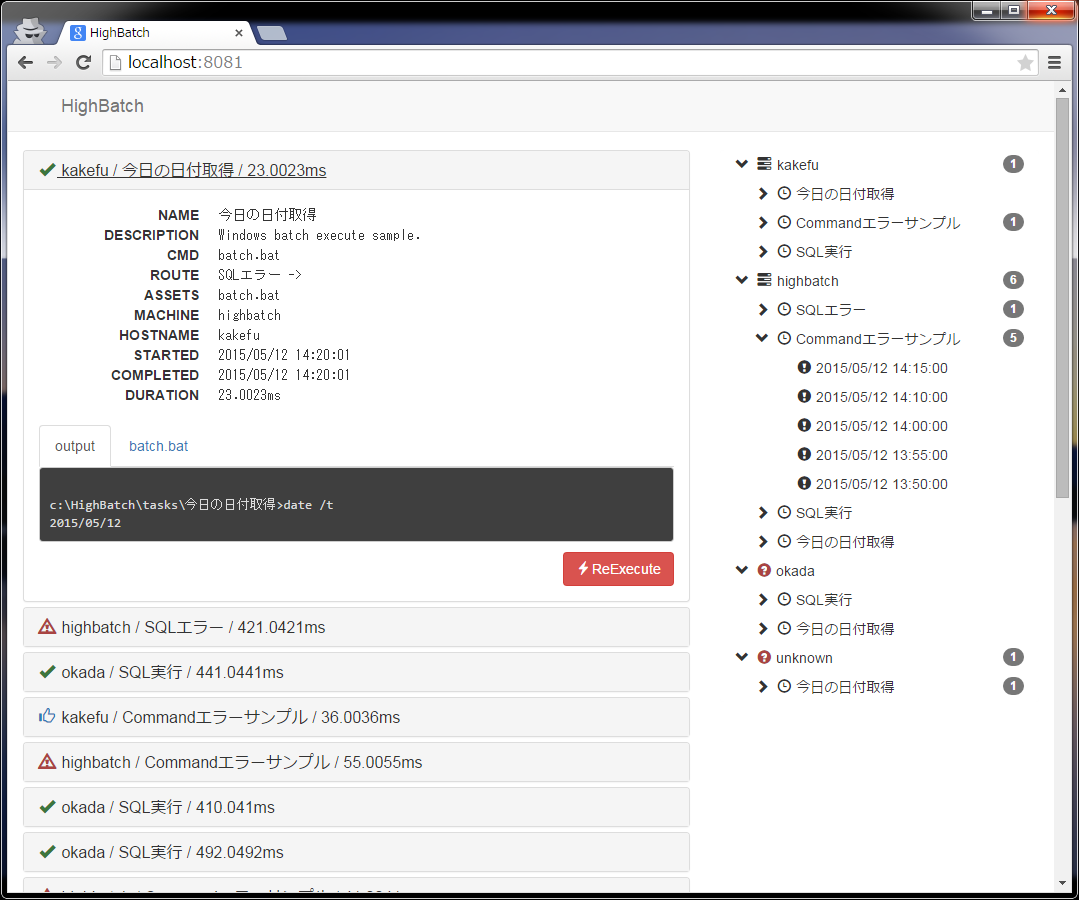 HighBatch
localhost:8081
HighBatch
kakefu / 今日の日付取得 / 23.0023ms
NAME 今日の日付取得
DESCRIPTION Windows batch execute sample.
CMD batch.bat
ROUTE SQLエラー ->
ASSETS batch.bat
MACHINE highbatch
HOSTNAME kakefu
STARTED 2015/05/12 14:20:01
COMPLETED 2015/05/12 14:20:01
DURATION 23.0023ms
output batch.bat
c:\HighBatch\tasks\今日の日付取得>date /t
2015/05/12
ReExecute
highbatch / SQLエラー / 421.0421ms
okada / SQL実行 / 441.0441ms
kakefu / Commandエラーサンプル / 36.0036ms
highbatch / Commandエラーサンプル / 55.0055ms
okada / SQL実行 / 410.041ms
okada / SQL実行 / 492.0492ms
kakefu 1
今日の日付取得
Commandエラーサンプル 1
SQL実行
highbatch 6
SQLエラー 1
Commandエラーサンプル 5
2015/05/12 14:15:00
2015/05/12 14:10:00
2015/05/12 14:00:00
2015/05/12 13:55:00
2015/05/12 13:50:00
SQL実行
今日の日付取得
okada
SQL実行
今日の日付取得
unknown 1
今日の日付取得 1